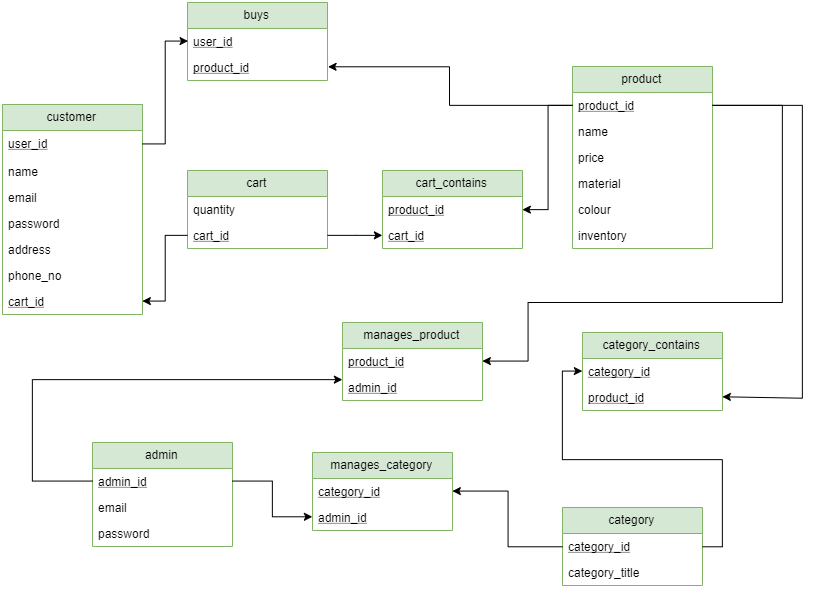 buys
user_id
product_id
product
product_id
name
price
material
colour
inventory
customer
user_id
name
email
password
address
phone_no
cart_id
cart
quantity
cart_id
cart_contains
product_id
cart_id
manages_product
product_id
admin_id
category_contains
category_id
product_id
admin
admin_id
email
password
manages_category
category_id
admin_id
category
category_id
category_title